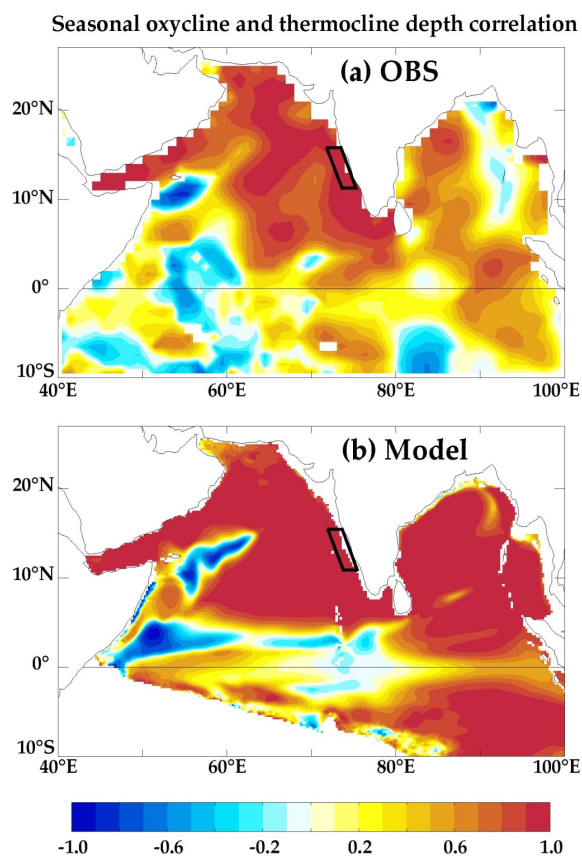 Seasonal oxycline and thermocline depth correlation
(a) OBS
20°N
10°N
0°
10°S
40°E 60°E 80°E 100°E
(b) Model
20°N
10°N
0°
10°S
40°E 60°E 80°E 100°E
-1.0 -0.6 -0.2 0.2 0.6 1.0